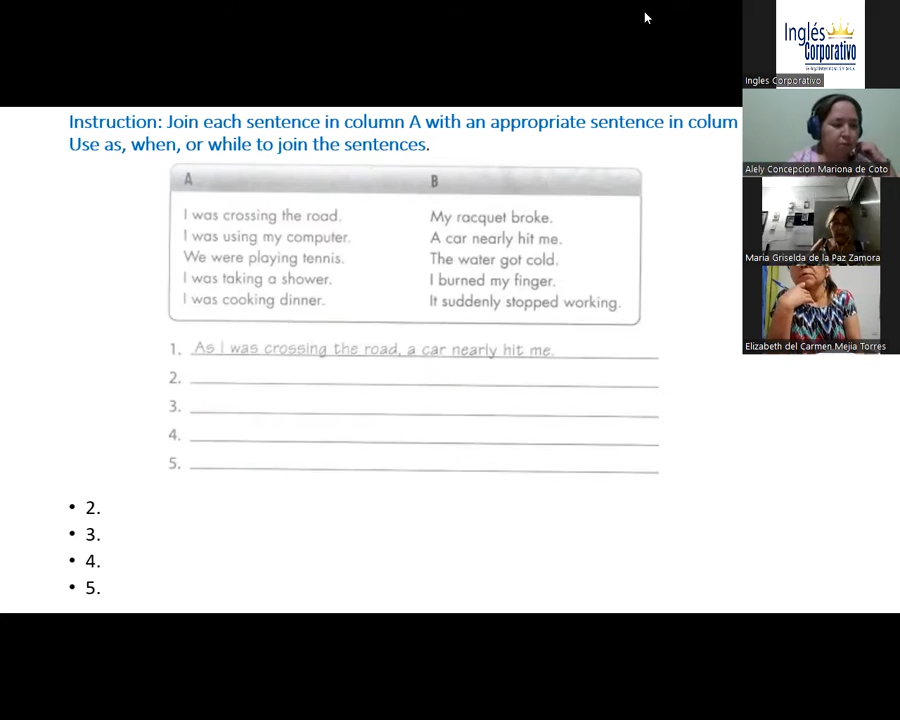 Inglés
Corporativo
Ingles Corporativo
Instruction: Join each sentence in column A with an appropriate sentence in colum
Use as, when, or while to join the sentences.
A B
I was crossing the road. My racquet broke.
I was using my computer. A car nearly hit me.
We were playing tennis. The water got cold.
I was taking a shower. I burned my finger.
I was cooking dinner. It suddenly stopped working.
1. As I was crossing the road, a car nearly hit me.
2.
3.
4.
5.
• 2.
• 3.
• 4.
• 5.
Alely Concepcion Mariona de Coto
Maria Griselda de la Paz Zamora
Elizabeth del Carmen Mejia Torres